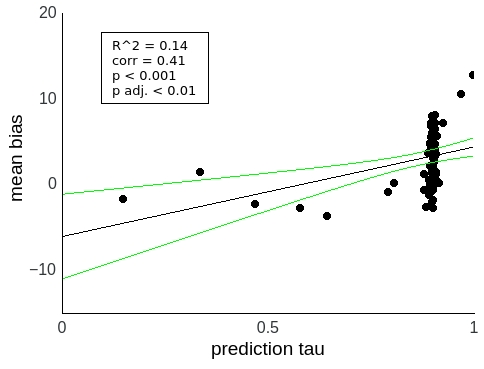 20
R^2 = 0.14
corr = 0.41
p < 0.001
p adj. < 0.01
10
mean bias
0
−10
0 0.5 1
prediction tau